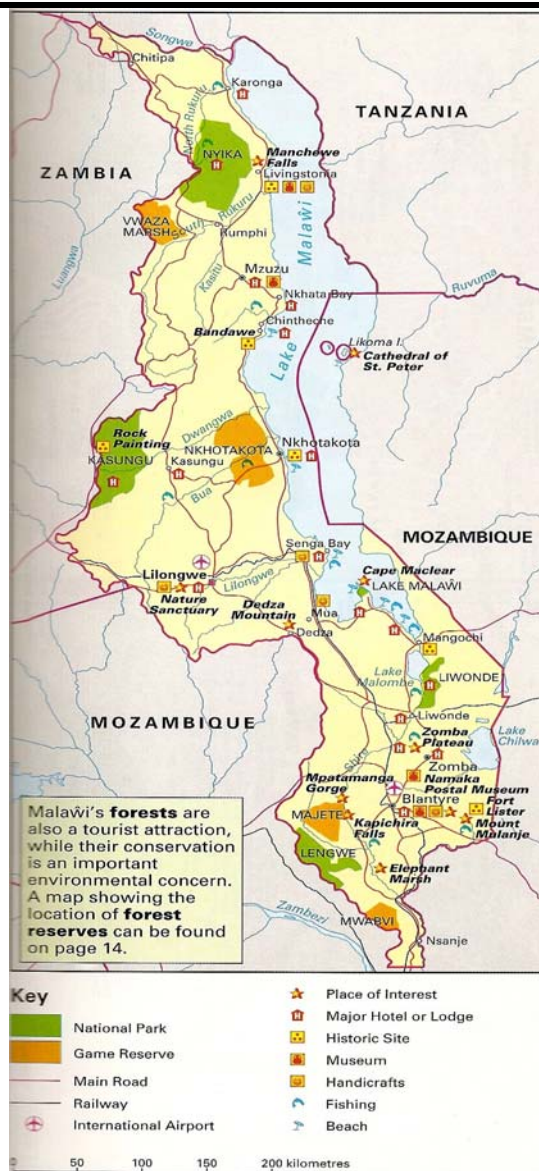 Songwe
Chitipa
Karonga
TANZANIA
North Rukuru
NYIKA
Manchewe
Falls
Livingstonia
ZAMBIA
VWAZA
MARSH
South Rukuru
Rumphi
Luangwa
Kasitu
Mzuzu
Lake Malaŵi
Ruvuma
Nkhata Bay
Chintheche
Bandawe
Likoma I.
Cathedral of
St. Peter
Dwangwa
Rock
Painting
KASUNGU
NKHOTAKOTA
Nkhotakota
Kasungu
Bua
MOZAMBIQUE
Senga Bay
Cape Maclear
LAKE MALAŴI
Lilongwe
Lilongwe
Nature
Sanctuary
Dedza
Mountain
Mua
Dedza
Mangochi
Lake
Malombe
LIWONDE
MOZAMBIQUE
Liwonde
Lake
Chilwa
Zomba
Plateau
Shire
Zomba
Namaka
Postal Museum
Mpatamanga
Gorge
Blantyre
Fort
Lister
MAJETE
Kapichira
Falls
Mount
Mulanje
LENGWE
Elephant
Marsh
MWABVI
Zambezi
Nsanje
Malaŵi's forests are
also a tourist attraction,
while their conservation
is an important
environmental concern.
A map showing the
location of forest
reserves can be found
on page 14.
Key
National Park
Game Reserve
Main Road
Railway
International Airport
Place of Interest
Major Hotel or Lodge
Historic Site
Museum
Handicrafts
Fishing
Beach
0 50 100 150 200 kilometres